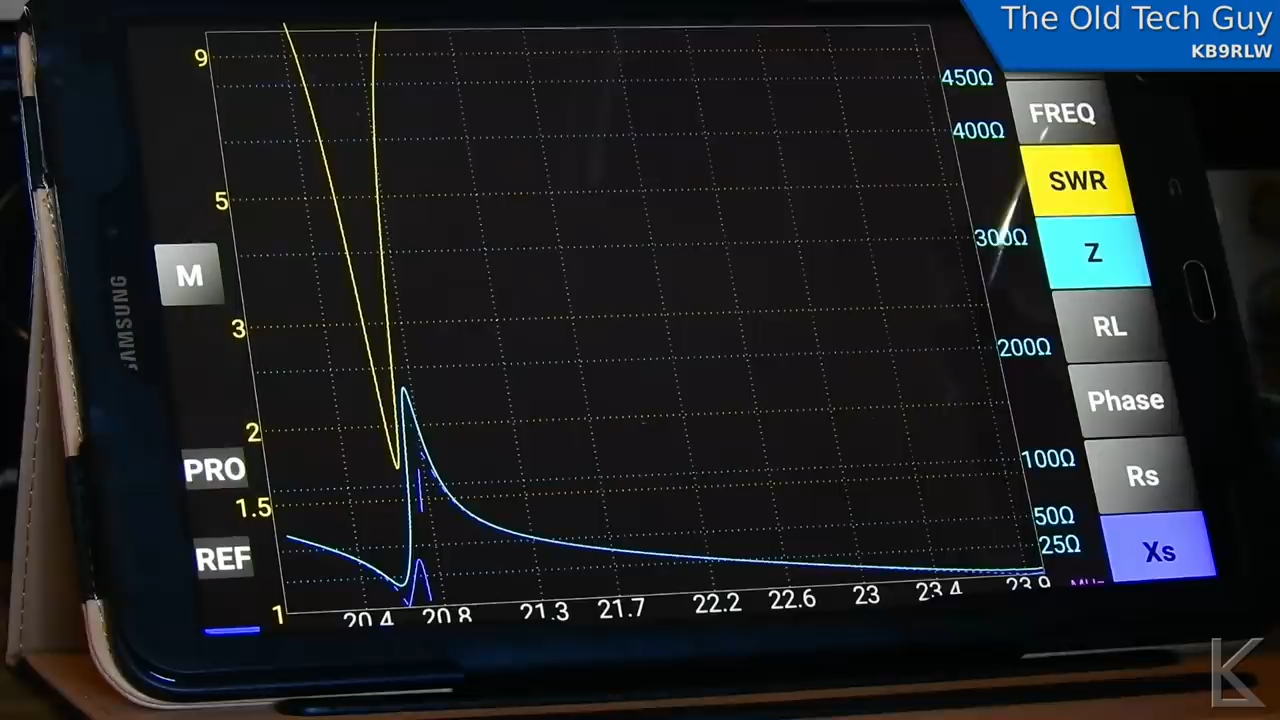 The Old Tech Guy
KB9RLW
9
5
3
2
1.5
1
450Ω
400Ω
300Ω
200Ω
100Ω
50Ω
25Ω
FREQ
SWR
Z
RL
Phase
Rs
Xs
M
PRO
REF
SAMSUNG
20.4
20.8
21.3
21.7
22.2
22.6
23
23.4
23.9
K